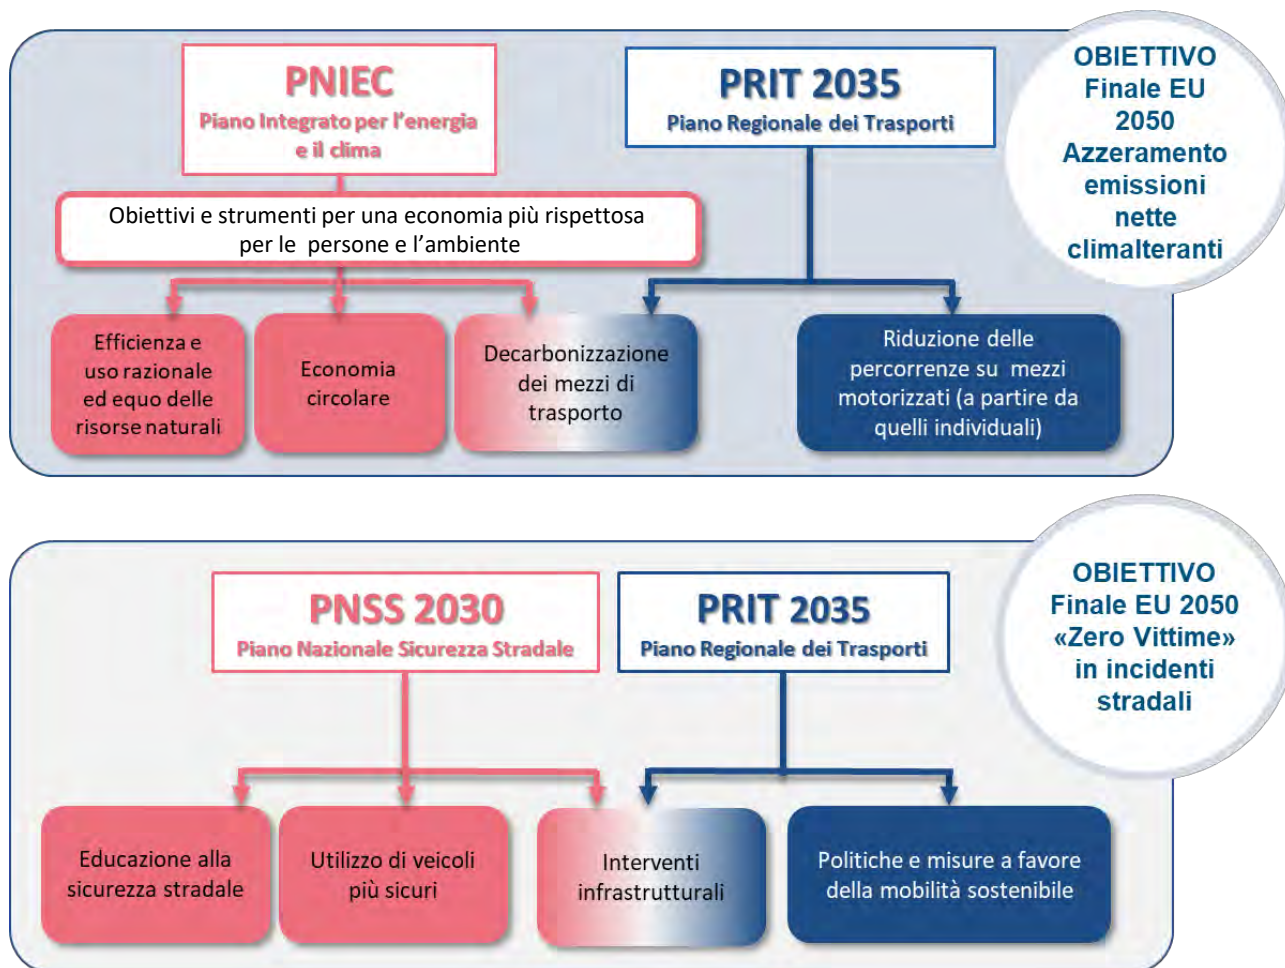 PNIEC
Piano Integrato per l'energia
e il clima
PRIT 2035
Piano Regionale dei Trasporti
OBIETTIVO
Finale EU
2050
Azzeramento
emissioni
nette
climalteranti
Obiettivi e strumenti per una economia più rispettosa
per le persone e l'ambiente
Efficienza e
uso razionale
ed equo delle
risorse naturali
Economia
circolare
Decarbonizzazione
dei mezzi di
trasporto
Riduzione delle
percorrenze su mezzi
motorizzati (a partire da
quelli individuali)
PNSS 2030
Piano Nazionale Sicurezza Stradale
PRIT 2035
Piano Regionale dei Trasporti
OBIETTIVO
Finale EU 2050
«Zero Vittime»
in incidenti
stradali
Educazione alla
sicurezza stradale
Utilizzo di veicoli
più sicuri
Interventi
infrastrutturali
Politiche e misure a favore
della mobilità sostenibile